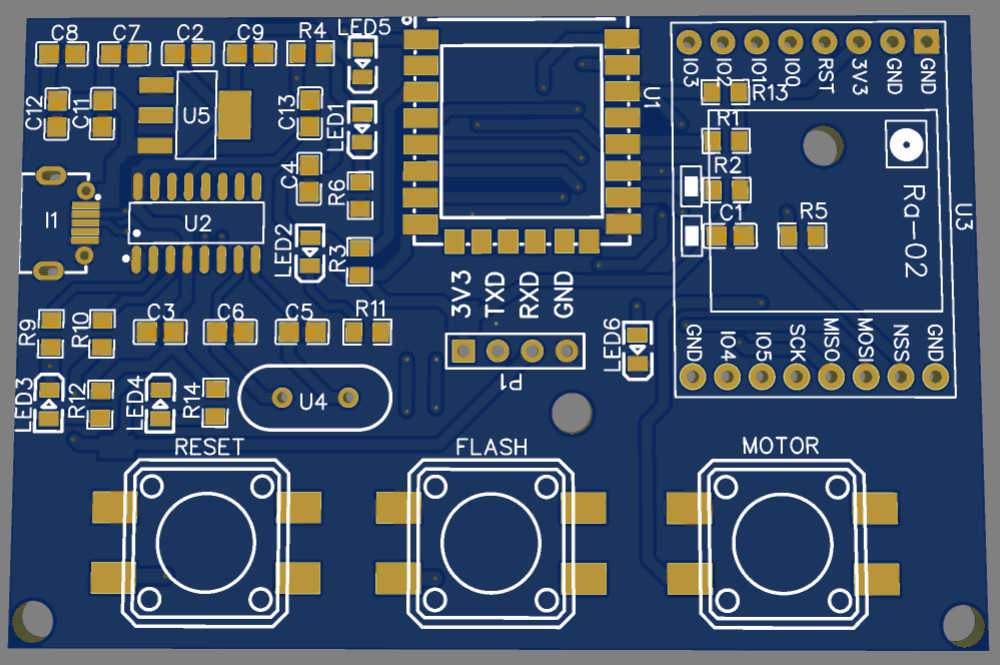 C8
C7
C2
C9
R4
LED5
C12
C11
U5
C13
LED1
U1
IO3
IO2
IO1
IO0
RST
3V3
GND
GND
R13
R1
R2
C1
R5
Ra-02
U3
I1
U2
C4
R6
LED2
R3
3V3
TXD
RXD
GND
P1
LED6
GND
IO4
IO5
SCK
MISO
MOSI
NSS
GND
R9
R10
C3
C6
C5
R11
LED3
R12
LED4
R14
U4
RESET
FLASH
MOTOR